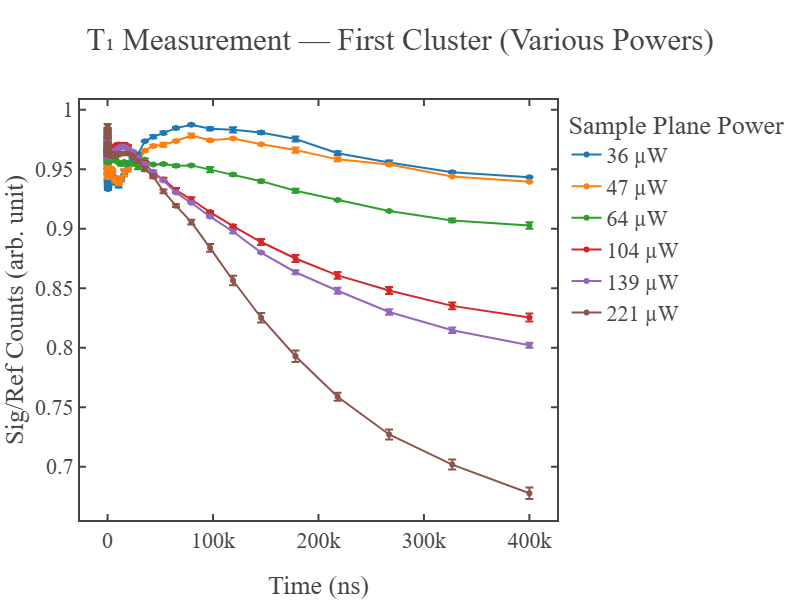 T₁ Measurement — First Cluster (Various Powers)
Sample Plane Power
36 µW
47 µW
64 µW
104 µW
139 µW
221 µW
Sig/Ref Counts (arb. unit)
1
0.95
0.9
0.85
0.8
0.75
0.7
0
100k
200k
300k
400k
Time (ns)